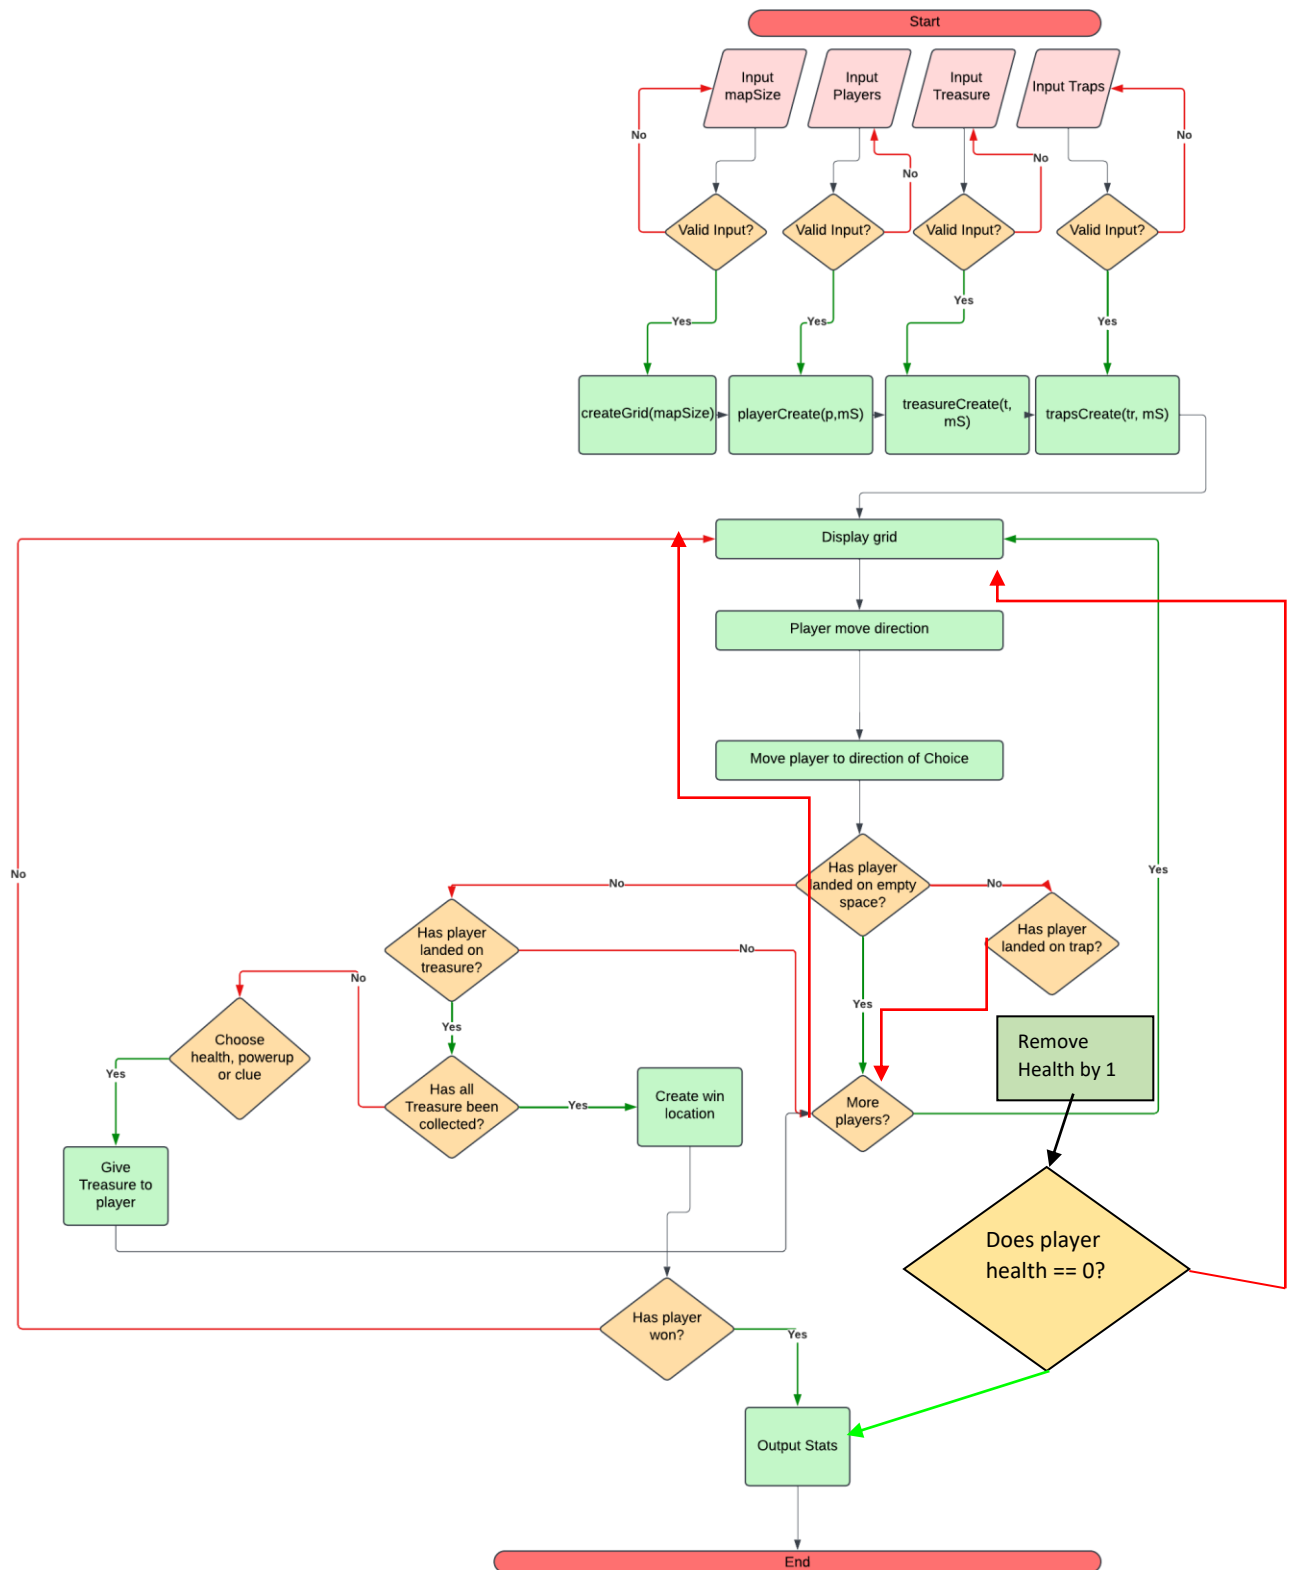 Start
Input
mapSize
Input
Players
Input
Treasure
Input Traps
No
No
No
No
Valid Input?
Valid Input?
Valid Input?
Valid Input?
Yes
Yes
Yes
Yes
createGrid(mapSize)
playerCreate(p,mS)
treasureCreate(t,
mS)
trapsCreate(tr, mS)
Display grid
Player move direction
Move player to direction of Choice
No
Yes
Has player
landed on empty
space?
No
No
Has player
landed on
treasure?
No
Has player
landed on trap?
No
Yes
Yes
Choose
health, powerup
or clue
Yes
Has all
Treasure been
collected?
Yes
Create win
location
More
players?
Remove
Health by 1
Give
Treasure to
player
Does player
health == 0?
Has player
won?
Yes
Output Stats
End